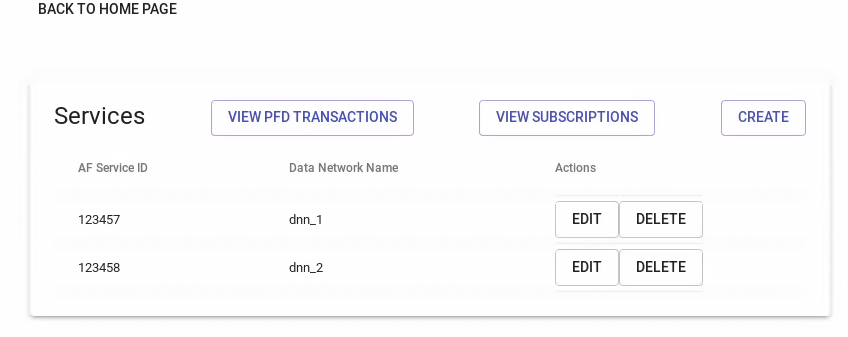 BACK TO HOME PAGE
Services VIEW PFD TRANSACTIONS VIEW SUBSCRIPTIONS CREATE
AF Service ID Data Network Name Actions
123457 dnn_1 EDIT DELETE
123458 dnn_2 EDIT DELETE